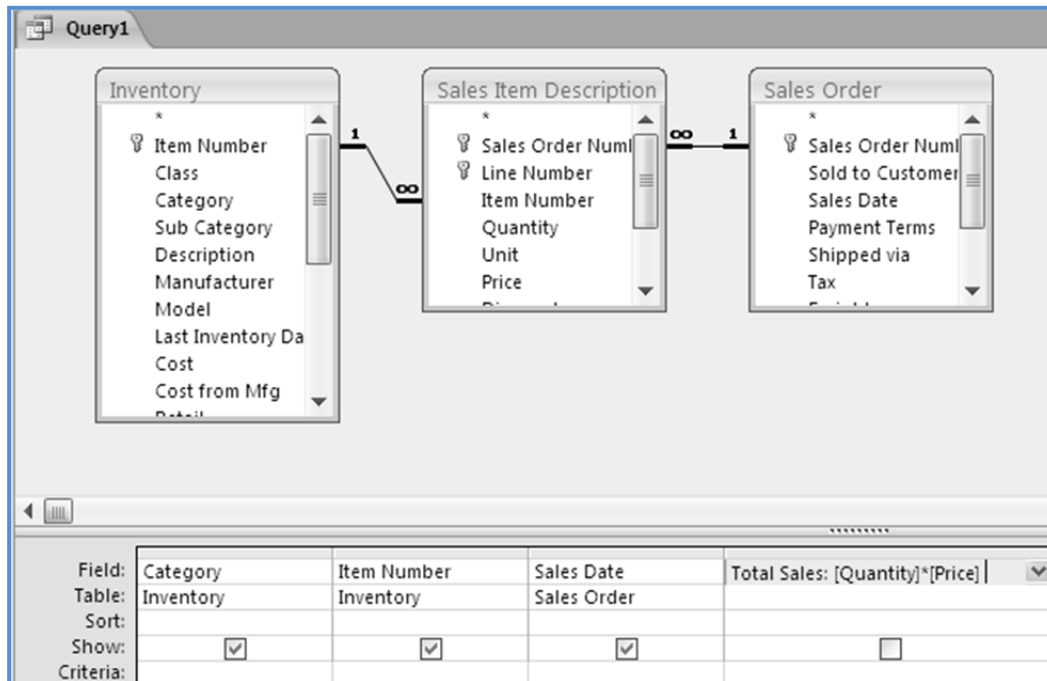 Query1
Inventory
*
Item Number
Class
Category
Sub Category
Description
Manufacturer
Model
Last Inventory Da
Cost
Cost from Mfg
1
∞
Sales Item Description
*
Sales Order Num
Line Number
Item Number
Quantity
Unit
Price
∞ 1
Sales Order
*
Sales Order Num
Sold to Customer
Sales Date
Payment Terms
Shipped via
Tax
Field: Category Item Number Sales Date Total Sales: [Quantity]*[Price]
Table: Inventory Inventory Sales Order
Sort:
Show:
Criteria: